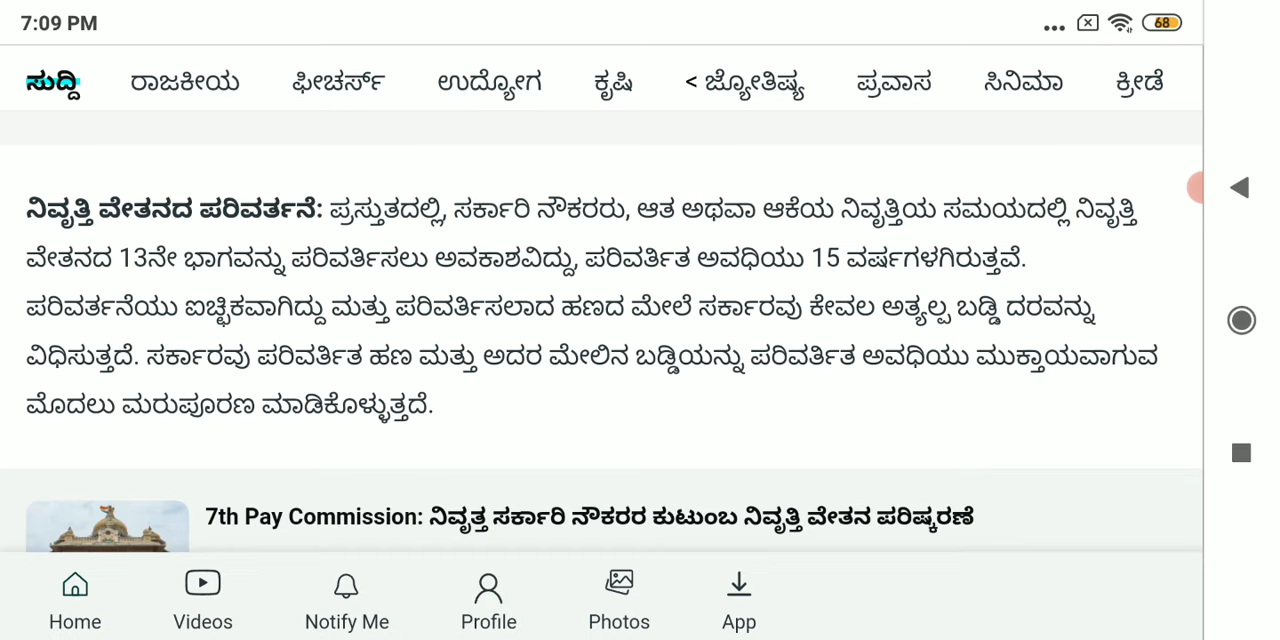 7:09 PM
68
ಸುದ್ದಿ ರಾಜಕೀಯ ಫೀಚರ್ಸ್ ಉದ್ಯೋಗ ಕೃಷಿ < ಜ್ಯೋತಿಷ್ಯ ಪ್ರವಾಸ ಸಿನಿಮಾ ಕ್ರೀಡೆ
ನಿವೃತ್ತಿ ವೇತನದ ಪರಿವರ್ತನೆ: ಪ್ರಸ್ತುತದಲ್ಲಿ, ಸರ್ಕಾರಿ ನೌಕರರು, ಆತ ಅಥವಾ ಆಕೆಯ ನಿವೃತ್ತಿಯ ಸಮಯದಲ್ಲಿ ನಿವೃತ್ತಿ
ವೇತನದ 13ನೇ ಭಾಗವನ್ನು ಪರಿವರ್ತಿಸಲು ಅವಕಾಶವಿದ್ದು, ಪರಿವರ್ತಿತ ಅವಧಿಯು 15 ವರ್ಷಗಳಗಿರುತ್ತವೆ.
ಪರಿವರ್ತನೆಯು ಐಚ್ಛಿಕವಾಗಿದ್ದು ಮತ್ತು ಪರಿವರ್ತಿಸಲಾದ ಹಣದ ಮೇಲೆ ಸರ್ಕಾರವು ಕೇವಲ ಅತ್ಯಲ್ಪ ಬಡ್ಡಿ ದರವನ್ನು
ವಿಧಿಸುತ್ತದೆ. ಸರ್ಕಾರವು ಪರಿವರ್ತಿತ ಹಣ ಮತ್ತು ಅದರ ಮೇಲಿನ ಬಡ್ಡಿಯನ್ನು ಪರಿವರ್ತಿತ ಅವಧಿಯು ಮುಕ್ತಾಯವಾಗುವ
ಮೊದಲು ಮರುಪೂರಣ ಮಾಡಿಕೊಳ್ಳುತ್ತದೆ.
7th Pay Commission: ನಿವೃತ್ತ ಸರ್ಕಾರಿ ನೌಕರರ ಕುಟುಂಬ ನಿವೃತ್ತಿ ವೇತನ ಪರಿಷ್ಕರಣೆ
Home Videos Notify Me Profile Photos App